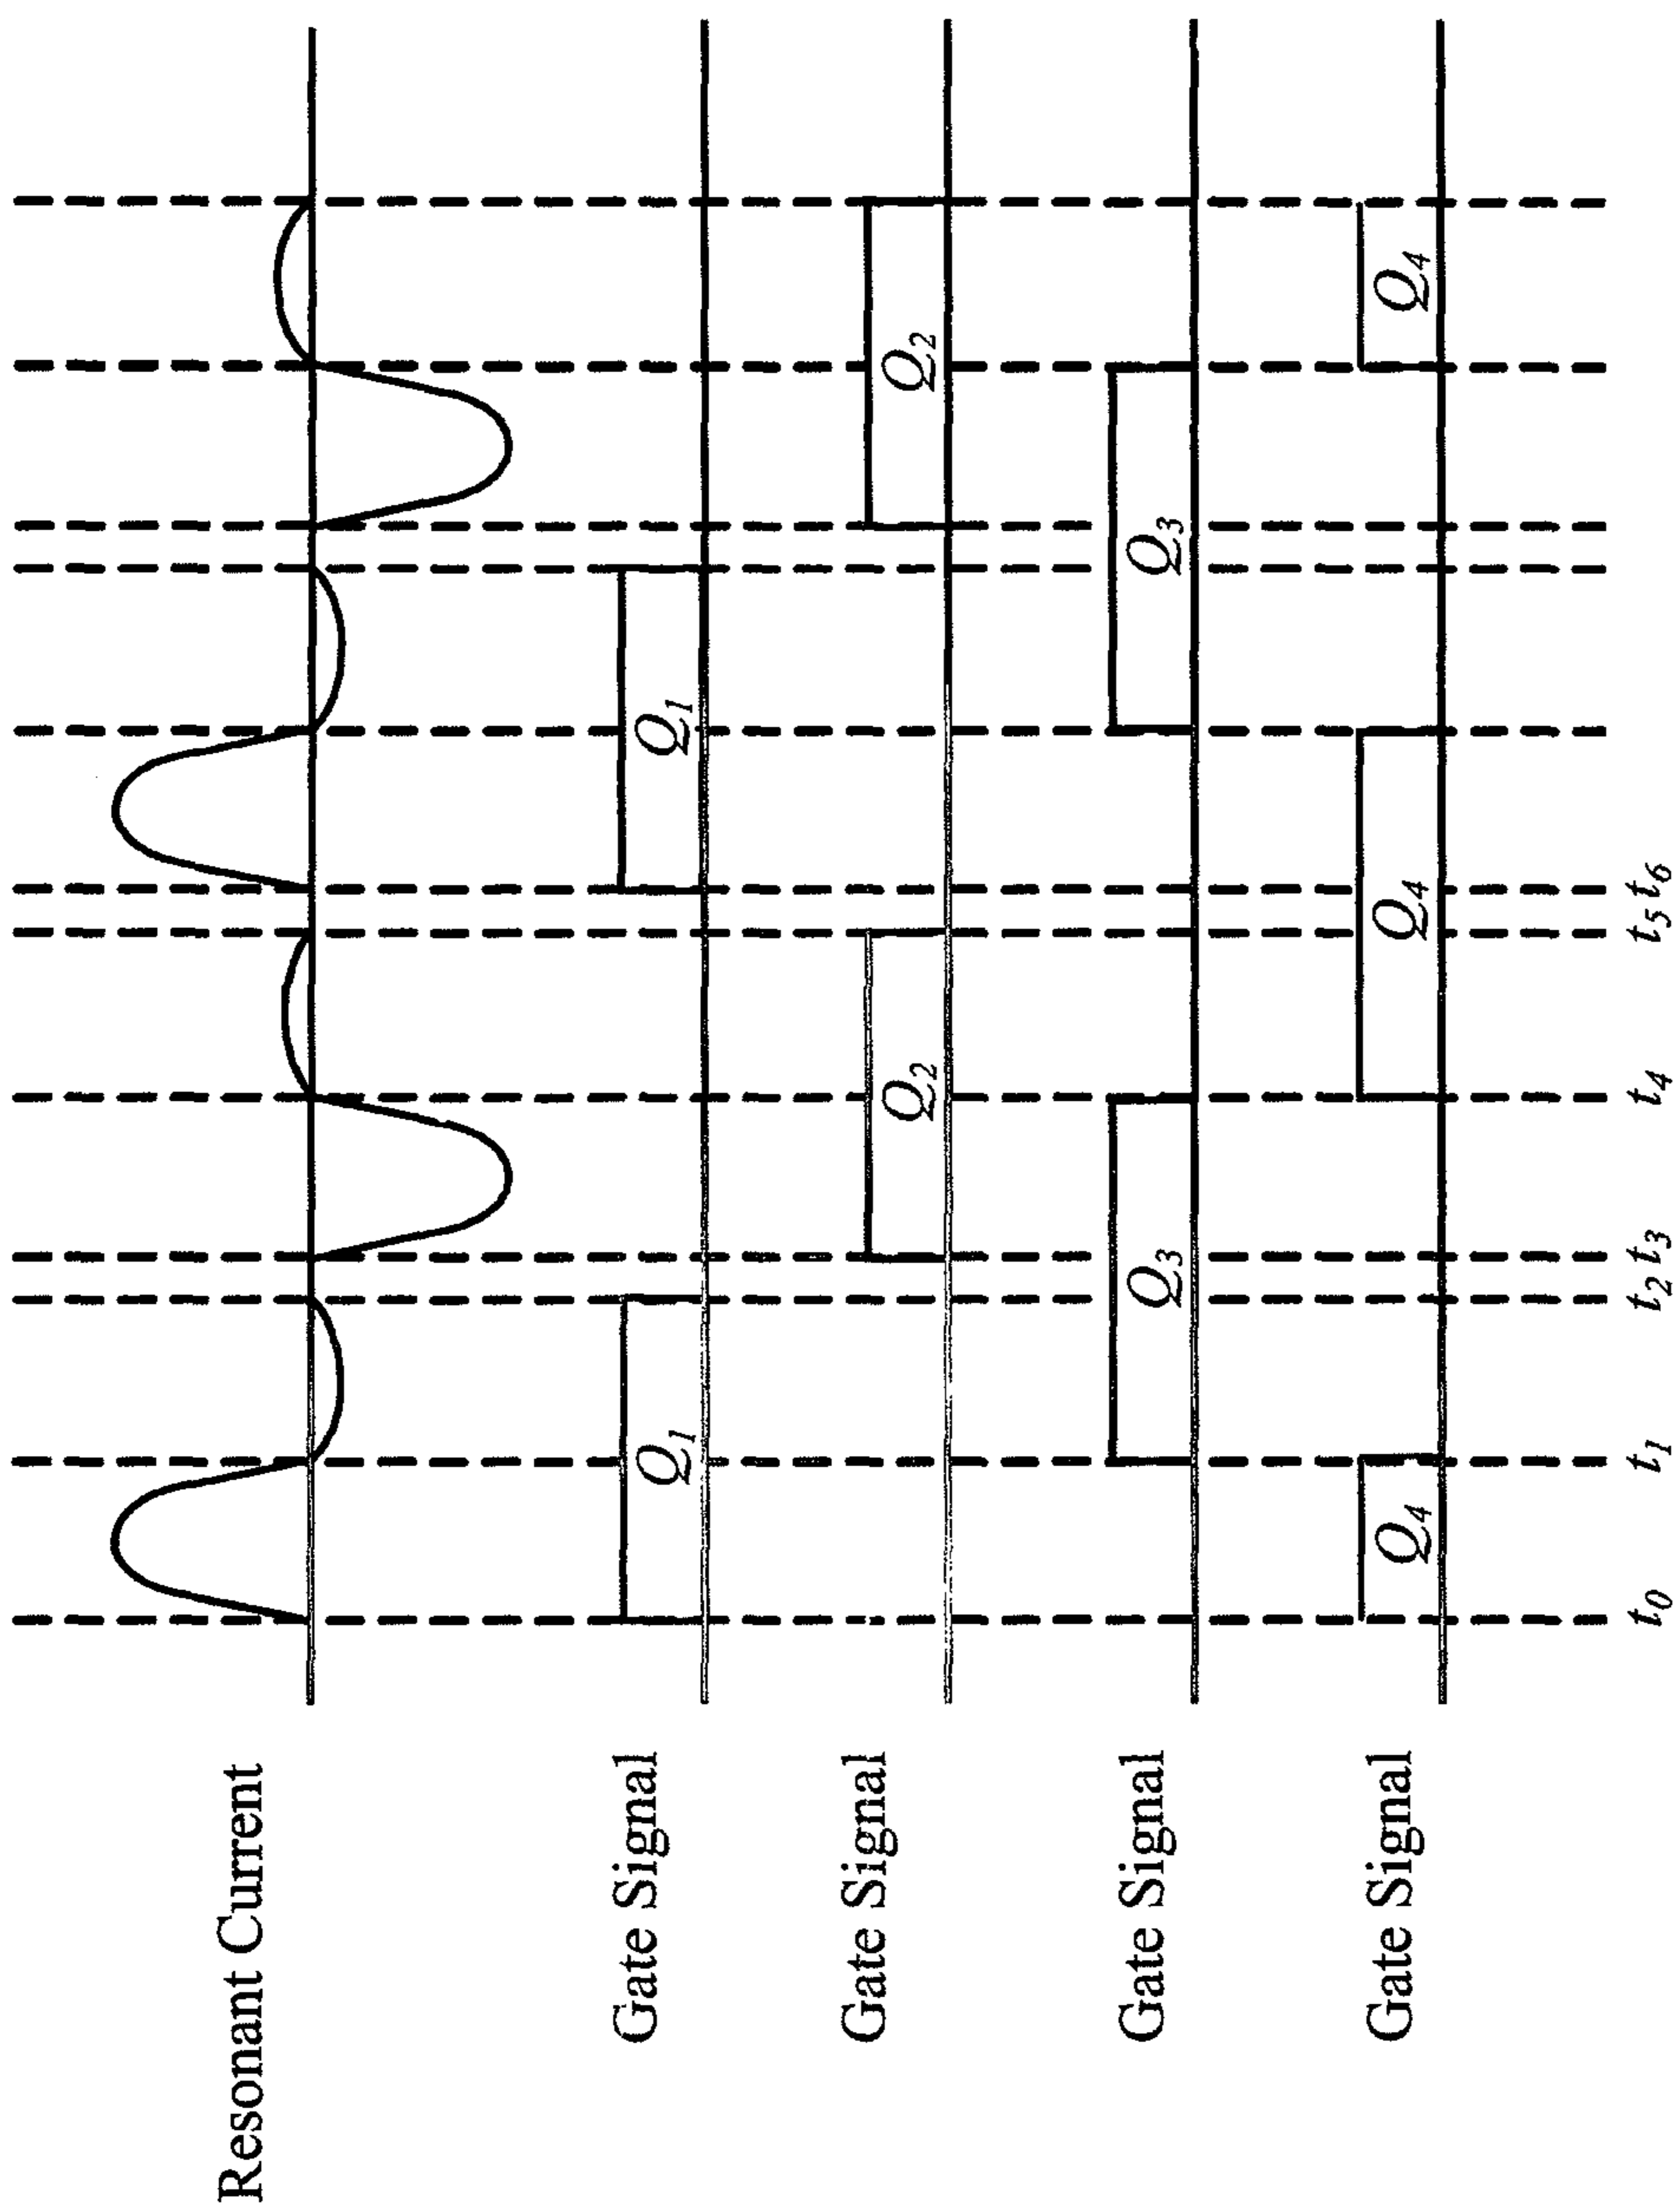 Resonant Current
Gate Signal Q1 Q1
Gate Signal Q2 Q2
Gate Signal Q3 Q3
Gate Signal Q4 Q4 Q4
t0 t1 t2 t3 t4 t5 t6